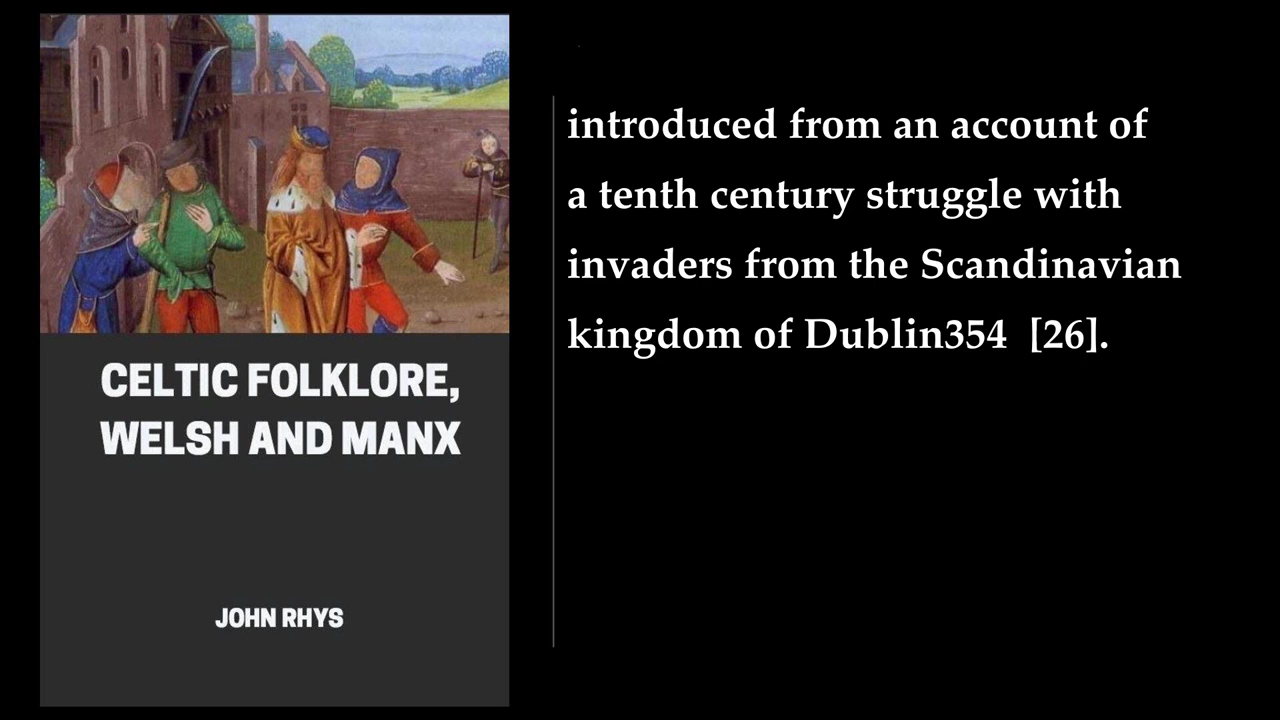 CELTIC FOLKLORE,
WELSH AND MANX
JOHN RHYS
introduced from an account of
a tenth century struggle with
invaders from the Scandinavian
kingdom of Dublin354 [26].